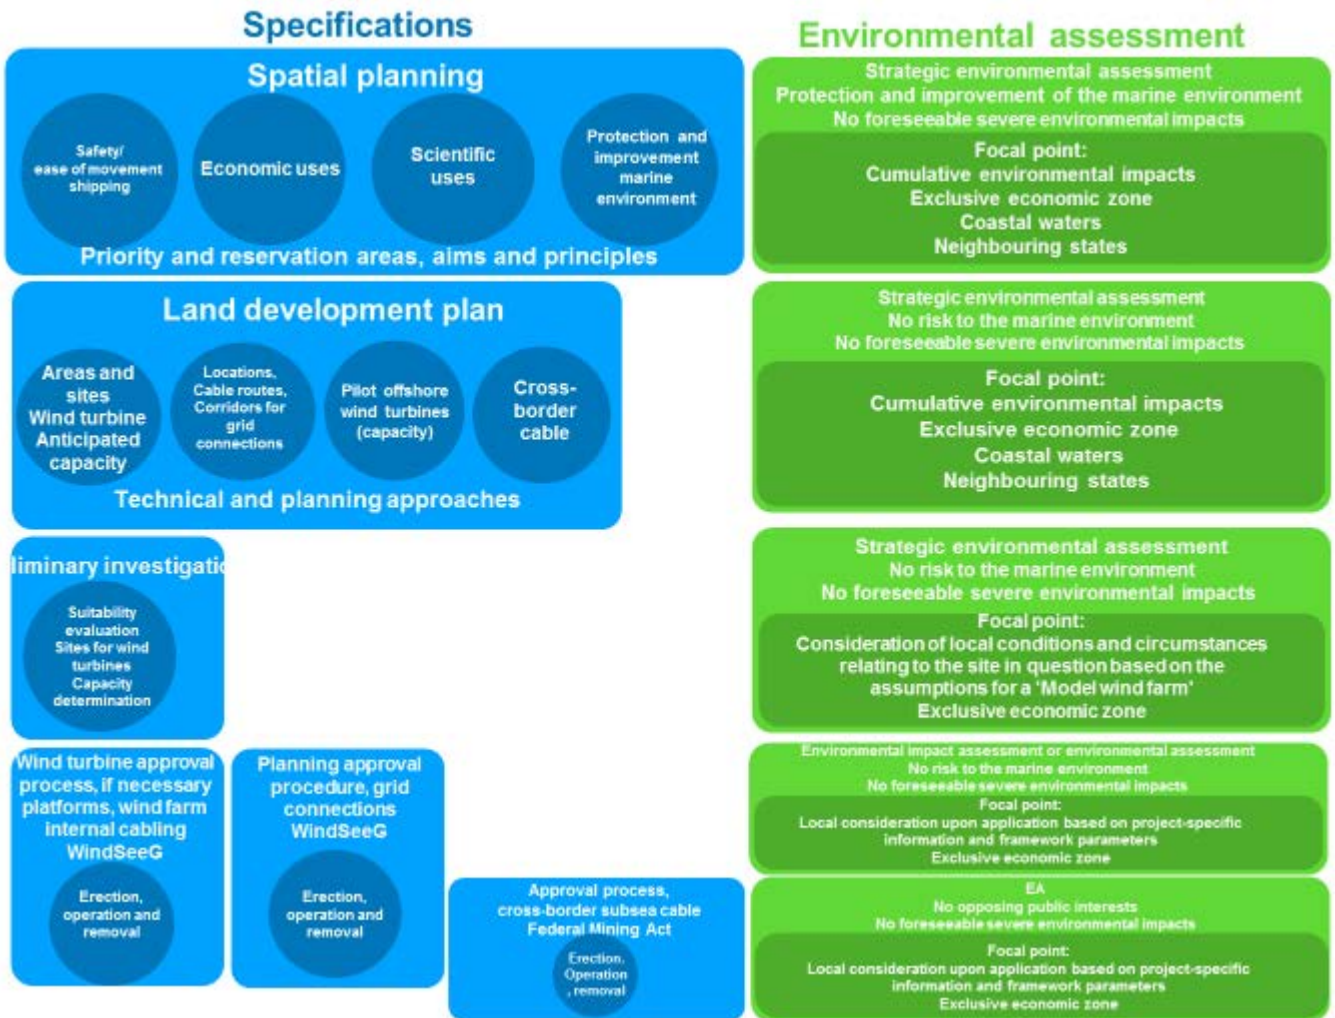 Specifications
Environmental assessment
Spatial planning
Safety/
ease of movement
shipping
Economic uses
Scientific
uses
Protection and
improvement
marine
environment
Priority and reservation areas, aims and principles
Strategic environmental assessment
Protection and improvement of the marine environment
No foreseeable severe environmental impacts
Focal point:
Cumulative environmental impacts
Exclusive economic zone
Coastal waters
Neighbouring states
Land development plan
Areas and
sites
Wind turbine
Anticipated
capacity
Locations,
Cable routes,
Corridors for
grid
connections
Pilot offshore
wind turbines
(capacity)
Cross-
border
cable
Technical and planning approaches
Strategic environmental assessment
No risk to the marine environment
No foreseeable severe environmental impacts
Focal point:
Cumulative environmental impacts
Exclusive economic zone
Coastal waters
Neighbouring states
liminary investigatio
Suitability
evaluation
Sites for wind
turbines
Capacity
determination
Strategic environmental assessment
No risk to the marine environment
No foreseeable severe environmental impacts
Focal point:
Consideration of local conditions and circumstances
relating to the site in question based on the
assumptions for a 'Model wind farm'
Exclusive economic zone
Wind turbine approval
process, if necessary
platforms, wind farm
internal cabling
WindSeeG
Erection,
operation and
removal
Planning approval
procedure, grid
connections
WindSeeG
Erection,
operation and
removal
Environmental impact assessment or environmental assessment
No risk to the marine environment
No foreseeable severe environmental impacts
Focal point:
Local consideration upon application based on project-specific
information and framework parameters
Exclusive economic zone
Approval process,
cross-border subsea cable
Federal Mining Act
Erection.
Operation
, removal
EA
No opposing public interests
No foreseeable severe environmental impacts
Focal point:
Local consideration upon application based on project-specific
information and framework parameters
Exclusive economic zone